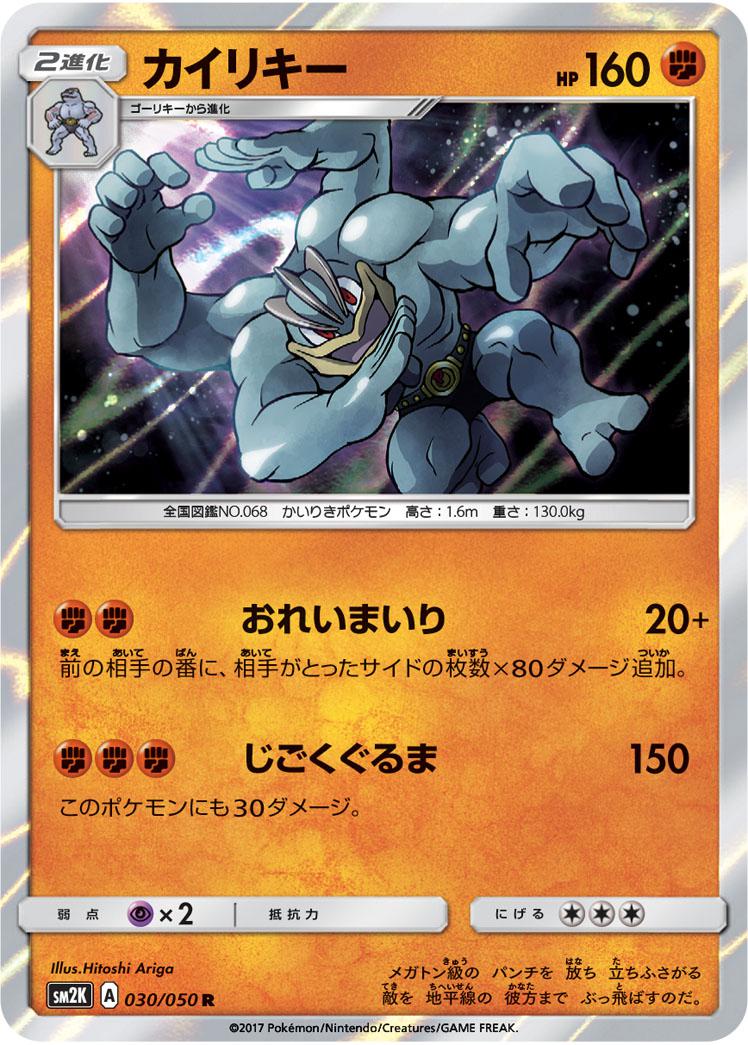 2進化 カイリキー HP 160
ゴーリキーから進化
全国図鑑NO.068 かいりきポケモン 高さ:1.6m 重さ:130.0kg
おれいまいり 20+
前の相手の番に、相手がとったサイドの枚数×80ダメージ追加。
じごくぐるま 150
このポケモンにも30ダメージ。
弱点 ×2 抵抗力 にげる
Illus.Hitoshi Ariga
SM2K A 030/050 R
メガトン級の パンチを 放ち 立ちふさがる
敵を 地平線の 彼方まで ぶっ飛ばすのだ。
©2017 Pokémon/Nintendo/Creatures/GAME FREAK.